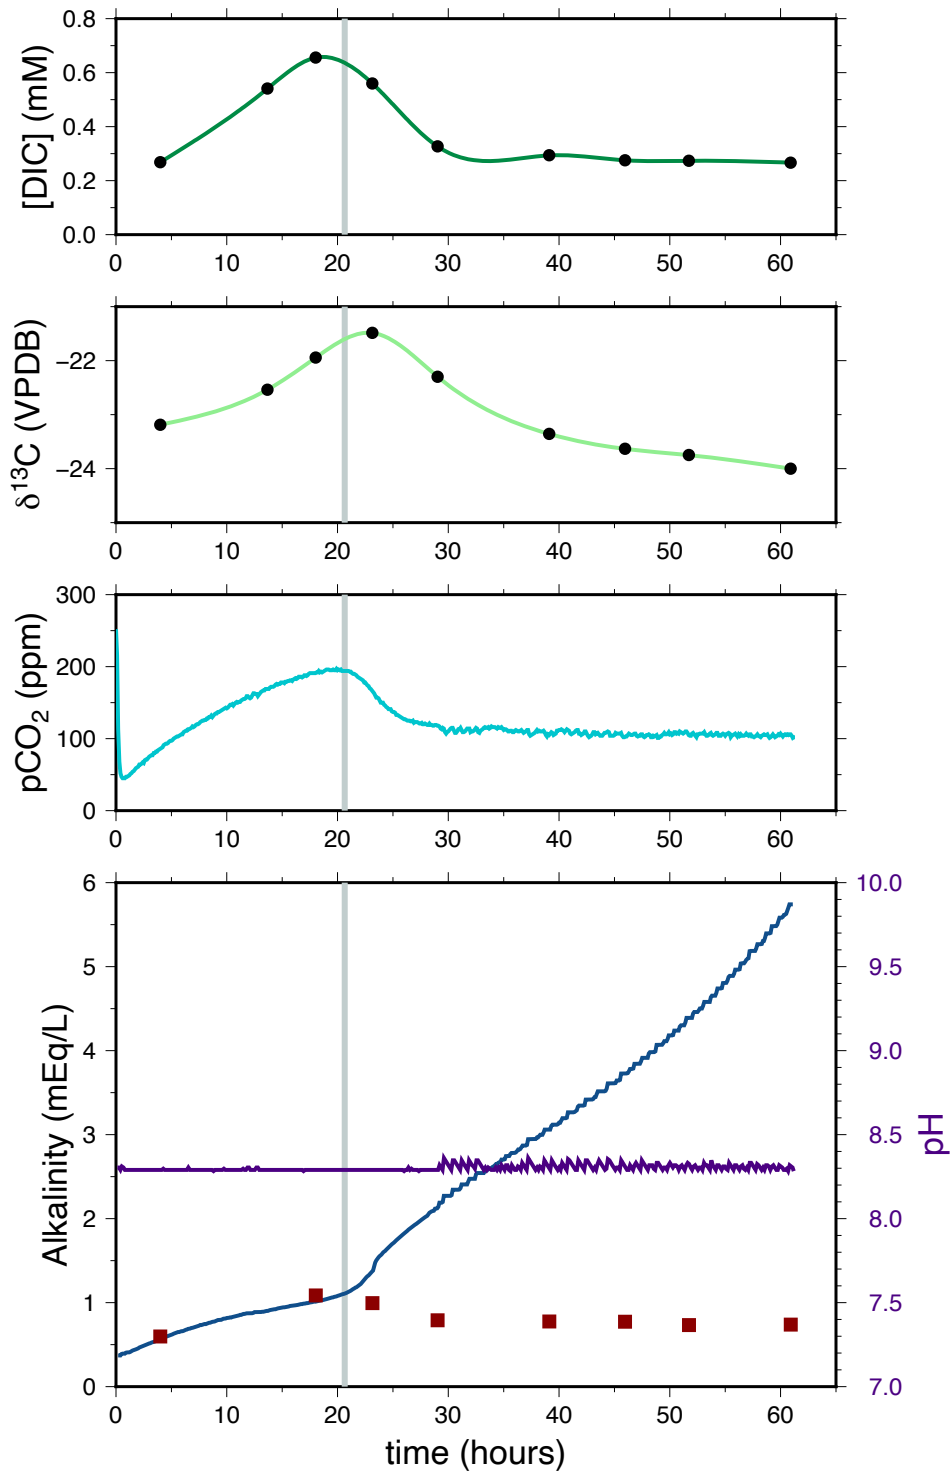 [DIC] (mM)
0.8
0.6
0.4
0.2
0.0
0 10 20 30 40 50 60
δ¹³C (VPDB)
−22
−24
0 10 20 30 40 50 60
pCO₂ (ppm)
300
200
100
0
0 10 20 30 40 50 60
Alkalinity (mEq/L)
6
5
4
3
2
1
0
10.0
9.5
9.0
8.5
8.0
7.5
7.0
pH
0 10 20 30 40 50 60
time (hours)